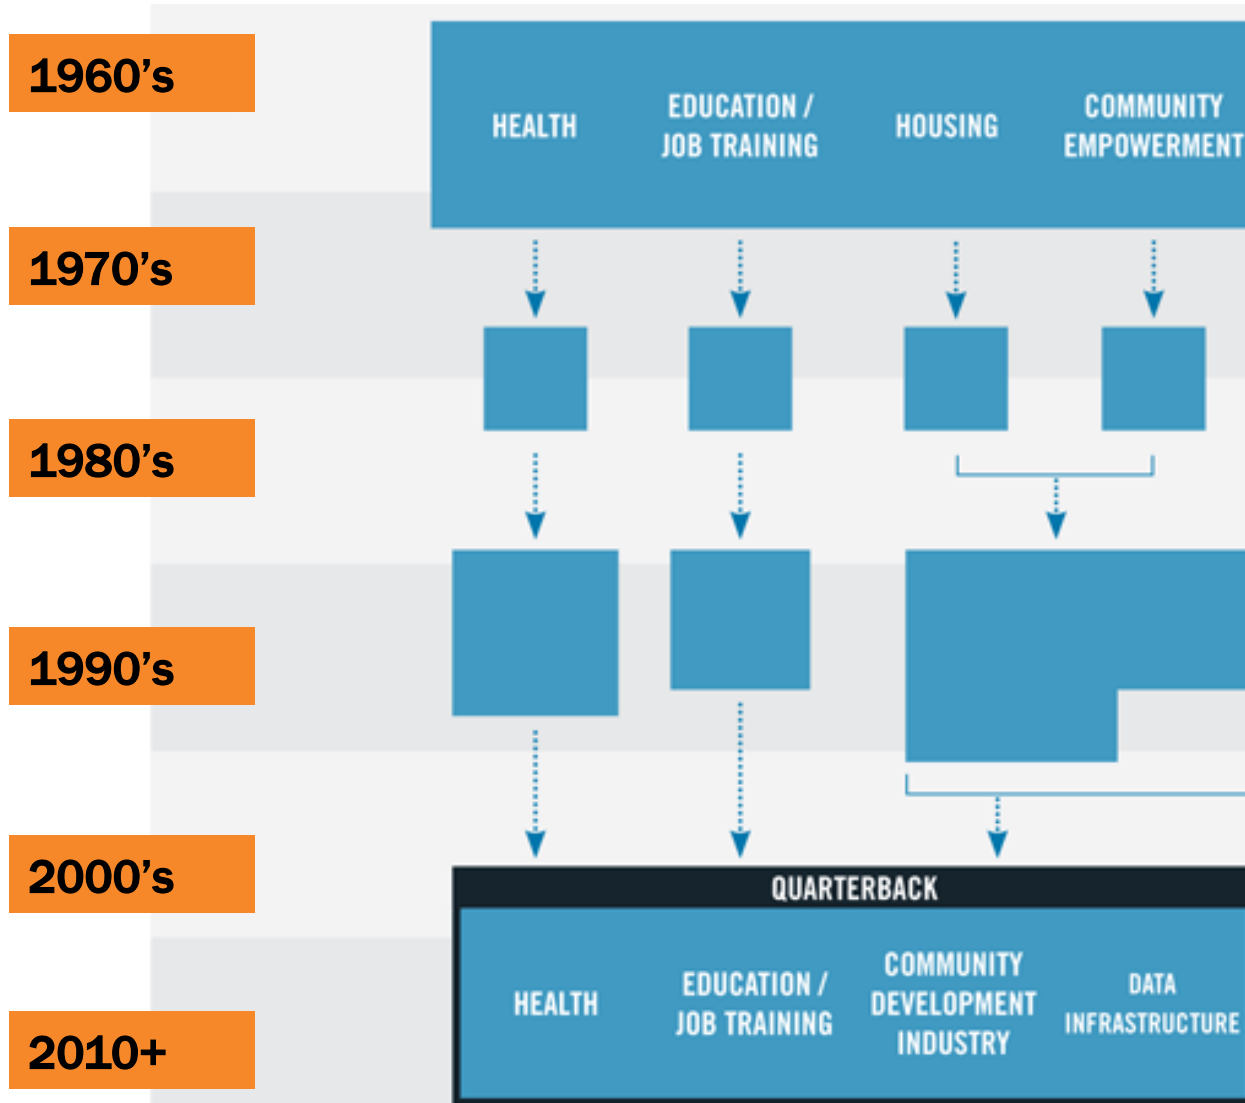 1960's
HEALTH
EDUCATION /
JOB TRAINING
HOUSING
COMMUNITY
EMPOWERMENT
1970's
1980's
1990's
2000's
QUARTERBACK
HEALTH
EDUCATION /
JOB TRAINING
COMMUNITY
DEVELOPMENT
INDUSTRY
DATA
INFRASTRUCTURE
2010+